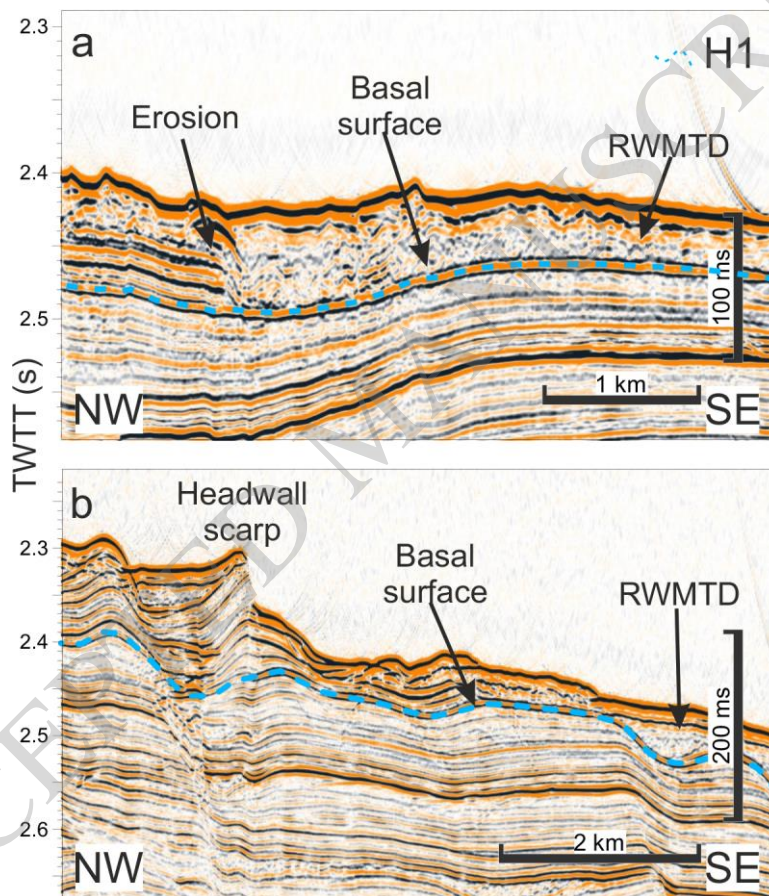 2.3
a
H1
Erosion
Basal
surface
RWMTD
2.4
100 ms
2.5
1 km
NW
SE
TWTT (s)
b
Headwall
scarp
2.3
Basal
surface
RWMTD
2.4
200 ms
2.5
2.6
2 km
NW
SE